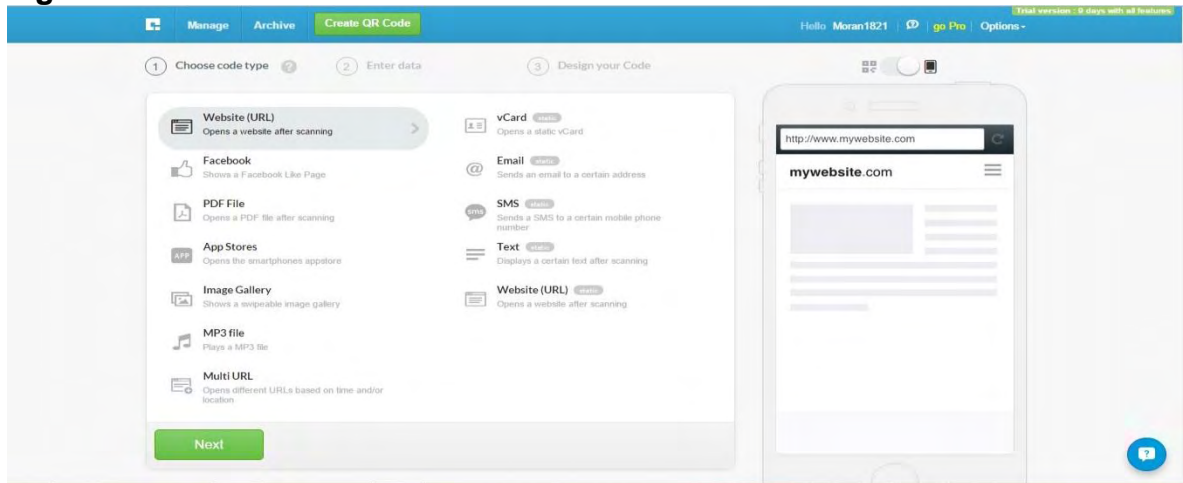 Trial version : 0 days with all features
Manage Archive Create QR Code Hello Moran1821 go Pro Options
1 Choose code type ? 2 Enter data 3 Design your Code
Website (URL)
Opens a website after scanning
Facebook
Shows a Facebook Like Page
PDF File
Opens a PDF file after scanning
APP
App Stores
Opens the smartphones appstore
Image Gallery
Shows a swipeable image gallery
MP3 file
Plays a MP3 file
Multi URL
Opens different URLs based on time and/or
location
vCard static
Opens a static vCard
@
Email static
Sends an email to a certain address
sms
SMS static
Sends a SMS to a certain mobile phone
number
Text static
Displays a certain text after scanning
Website (URL) static
Opens a website after scanning
Next
http://www.mywebsite.com
mywebsite.com
?